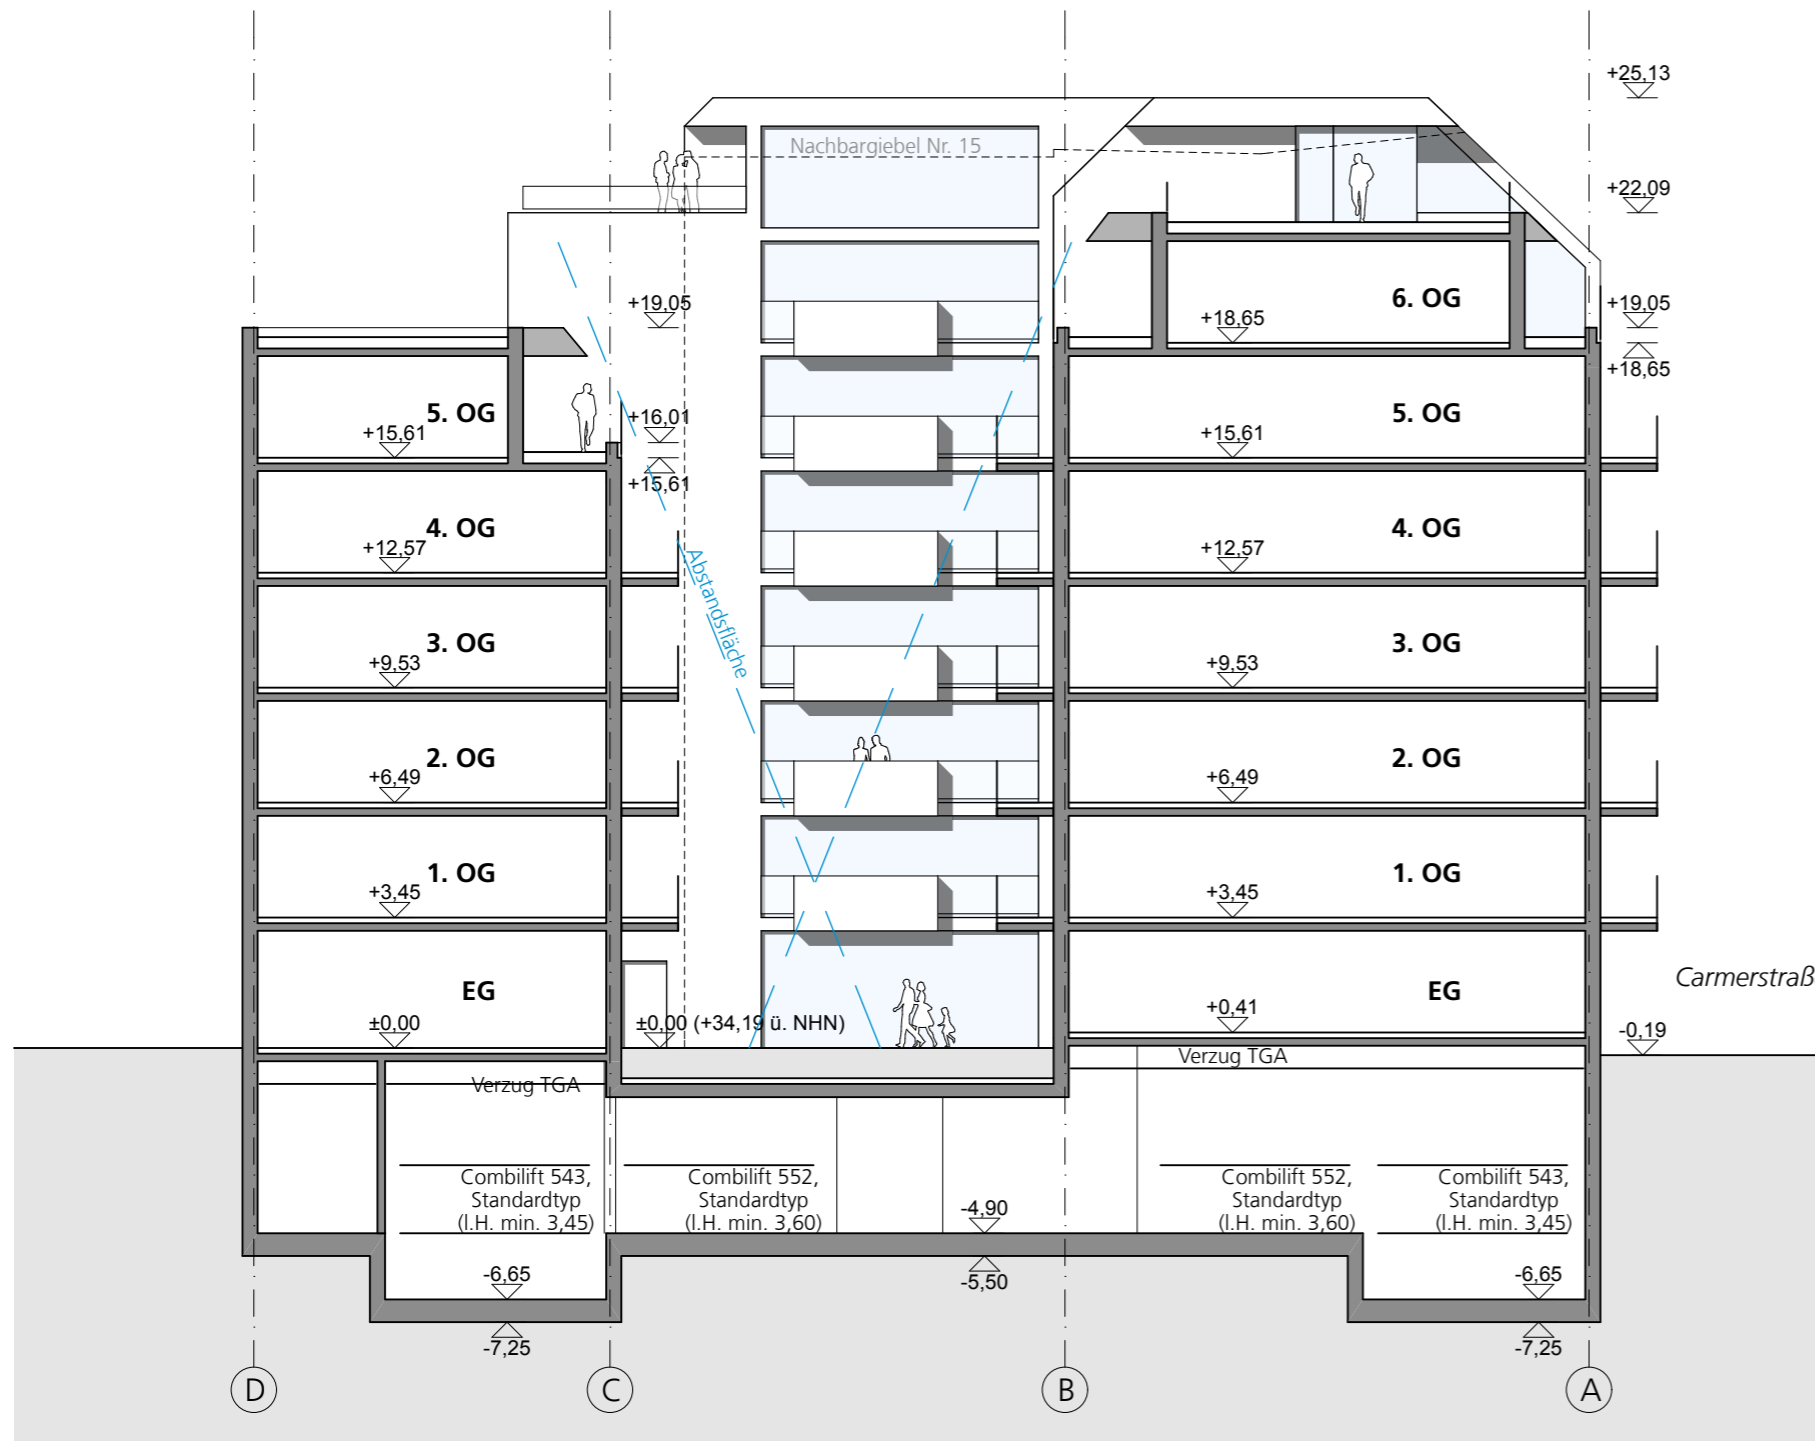 +25,13
Nachbargiebel Nr. 15
+22,09
+19,05
6. OG
+18,65
+19,05
+18,65
5. OG
+15,61
+16,01
+15,61
5. OG
+15,61
4. OG
+12,57
4. OG
+12,57
Abstandsfläche
3. OG
+9,53
3. OG
+9,53
2. OG
+6,49
2. OG
+6,49
1. OG
+3,45
1. OG
+3,45
EG
±0,00
±0,00 (+34,19 ü. NHN)
EG
+0,41
Carmerstraß
-0,19
Verzug TGA
Verzug TGA
Combilift 543,
Standardtyp
(l.H. min. 3,45)
Combilift 552,
Standardtyp
(l.H. min. 3,60)
Combilift 552,
Standardtyp
(l.H. min. 3,60)
Combilift 543,
Standardtyp
(l.H. min. 3,45)
-4,90
-5,50
-6,65
-7,25
-6,65
-7,25
D
C
B
A